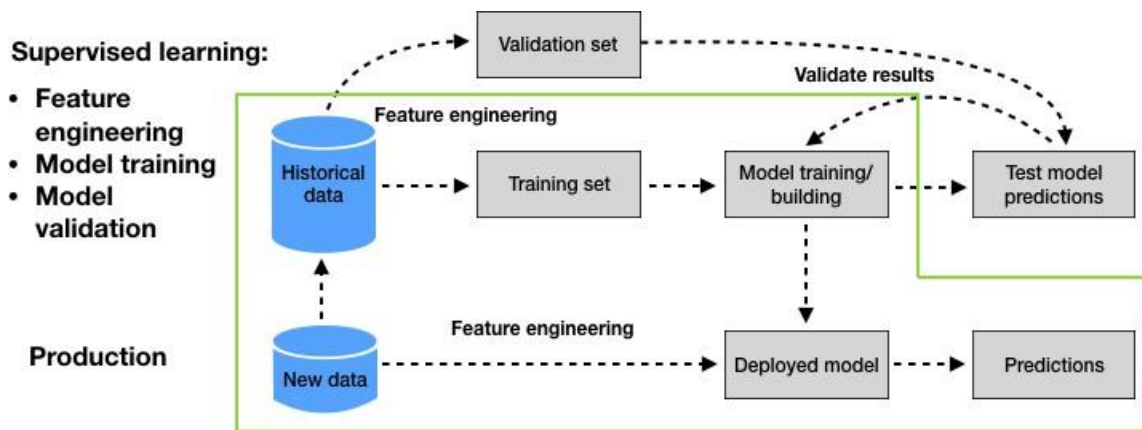 Supervised learning:
• Feature
engineering
• Model training
• Model
validation
Production
Validation set
Validate results
Feature engineering
Historical
data
Training set
Model training/
building
Test model
predictions
Feature engineering
New data
Deployed model
Predictions